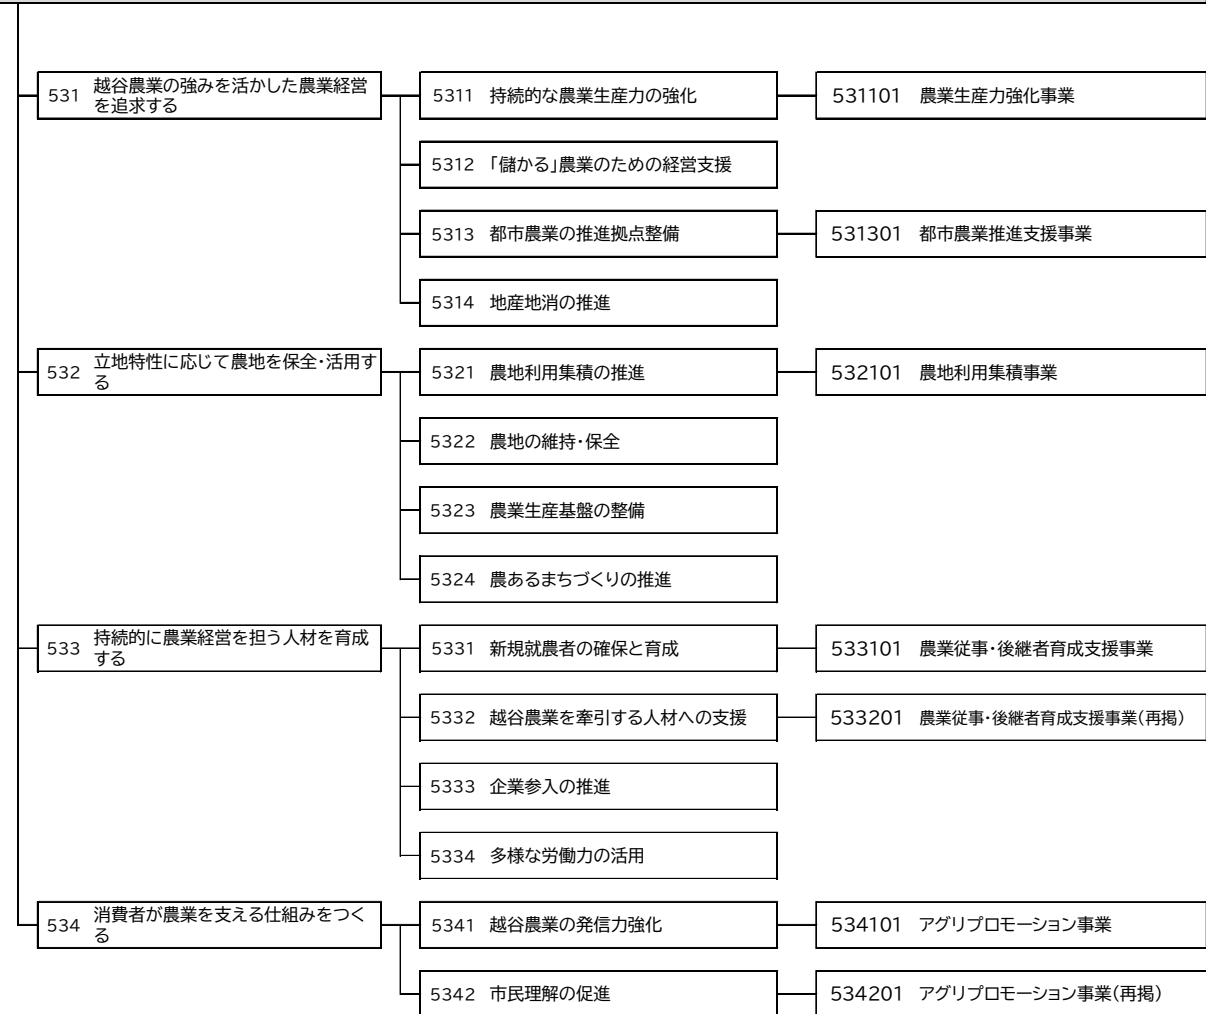 531 越谷農業の強みを活かした農業経営
を追求する
5311 持続的な農業生産力の強化
531101 農業生産力強化事業
5312 「儲かる」農業のための経営支援
5313 都市農業の推進拠点整備
531301 都市農業推進支援事業
5314 地産地消の推進
532 立地特性に応じて農地を保全・活用す
る
5321 農地利用集積の推進
532101 農地利用集積事業
5322 農地の維持・保全
5323 農業生産基盤の整備
5324 農あるまちづくりの推進
533 持続的に農業経営を担う人材を育成
する
5331 新規就農者の確保と育成
533101 農業従事・後継者育成支援事業
5332 越谷農業を牽引する人材への支援
533201 農業従事・後継者育成支援事業(再掲)
5333 企業参入の推進
5334 多様な労働力の活用
534 消費者が農業を支える仕組みをつく
る
5341 越谷農業の発信力強化
534101 アグリプロモーション事業
5342 市民理解の促進
534201 アグリプロモーション事業(再掲)